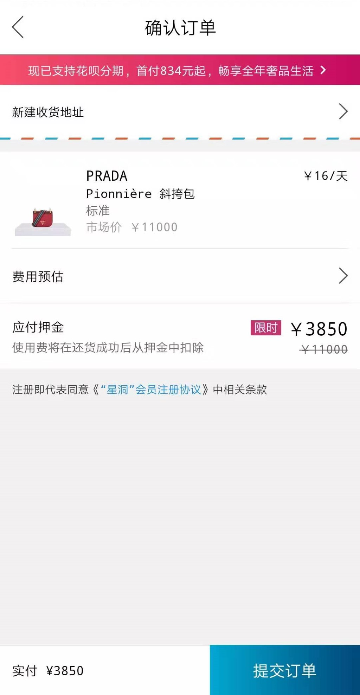 确认订单
现已支持花呗分期，首付834元起，畅享全年奢品生活
新建收货地址
PRADA ￥16/天
Pionnière 斜挎包
标准
市场价 ￥11000
费用预估
应付押金 限时 ￥3850
使用费将在还货成功后从押金中扣除 ￥11000
注册即代表同意《“星洞”会员注册协议》中相关条款
实付 ¥3850 提交订单